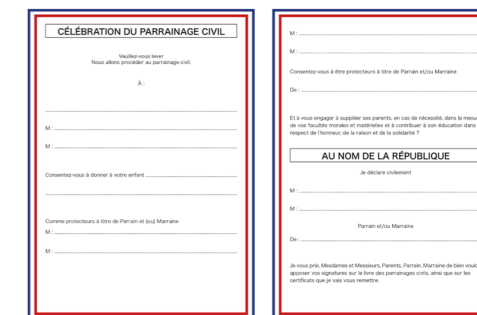 CÉLÉBRATION DU PARRAINAGE CIVIL
Veuillez-vous lever
Nous allons procéder au parrainage civil.
À :
M :
M :
Consentez-vous à donner à votre enfant
Comme protecteurs à titre de Parrain et (ou) Marraine
M :
M :
M :
M :
Consentez-vous à être protecteurs à titre de Parrain et/ou Marraine
De :
Et à vous engager à suppléer ses parents, en cas de nécessité, dans la
de vos facultés morales et matérielles et à contribuer à son éducation dans
respect de l'honneur, de la raison et de la solidarité ?
AU NOM DE LA RÉPUBLIQUE
Je déclare civilement
M :
M :
Parrain et/ou Marraine
De :
Je vous prie, Mesdames et Messieurs, Parents, Parrain, Marraine de bien
apposer vos signatures sur le livre des parrainages civils, ainsi que sur les
certificats que je vais vous remettre.